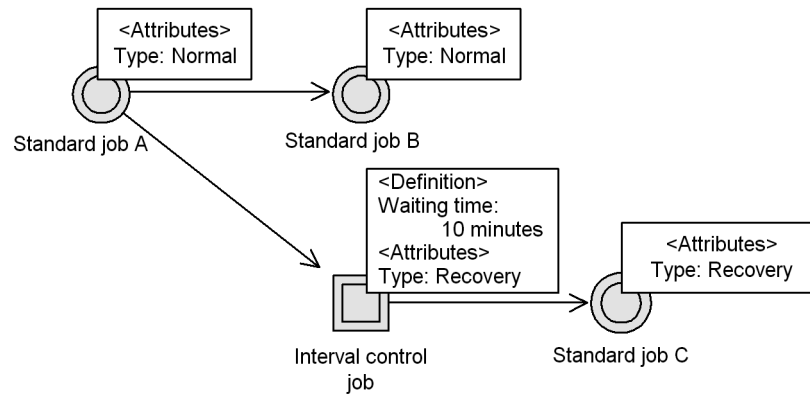 <Attributes>
Type: Normal
<Attributes>
Type: Normal
Standard job A
Standard job B
<Definition>
Waiting time:
10 minutes
<Attributes>
Type: Recovery
<Attributes>
Type: Recovery
Interval control
job
Standard job C